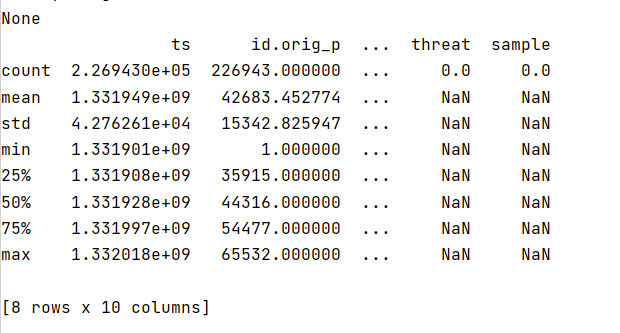 None
ts id.orig_p ... threat sample
count 2.269430e+05 226943.000000 ... 0.0 0.0
mean 1.331949e+09 42683.452774 ... NaN NaN
std 4.276261e+04 15342.825947 ... NaN NaN
min 1.331901e+09 1.000000 ... NaN NaN
25% 1.331908e+09 35915.000000 ... NaN NaN
50% 1.331928e+09 44316.000000 ... NaN NaN
75% 1.331997e+09 54477.000000 ... NaN NaN
max 1.332018e+09 65532.000000 ... NaN NaN
[8 rows x 10 columns]